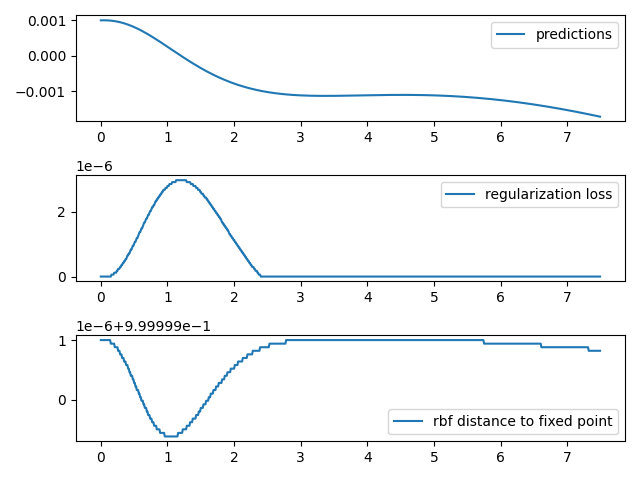 0.001
predictions
0.000
−0.001
0 1 2 3 4 5 6 7
1e−6
regularization loss
2
0
0 1 2 3 4 5 6 7
1e−6+9.99999e−1
1
0
rbf distance to fixed point
0 1 2 3 4 5 6 7